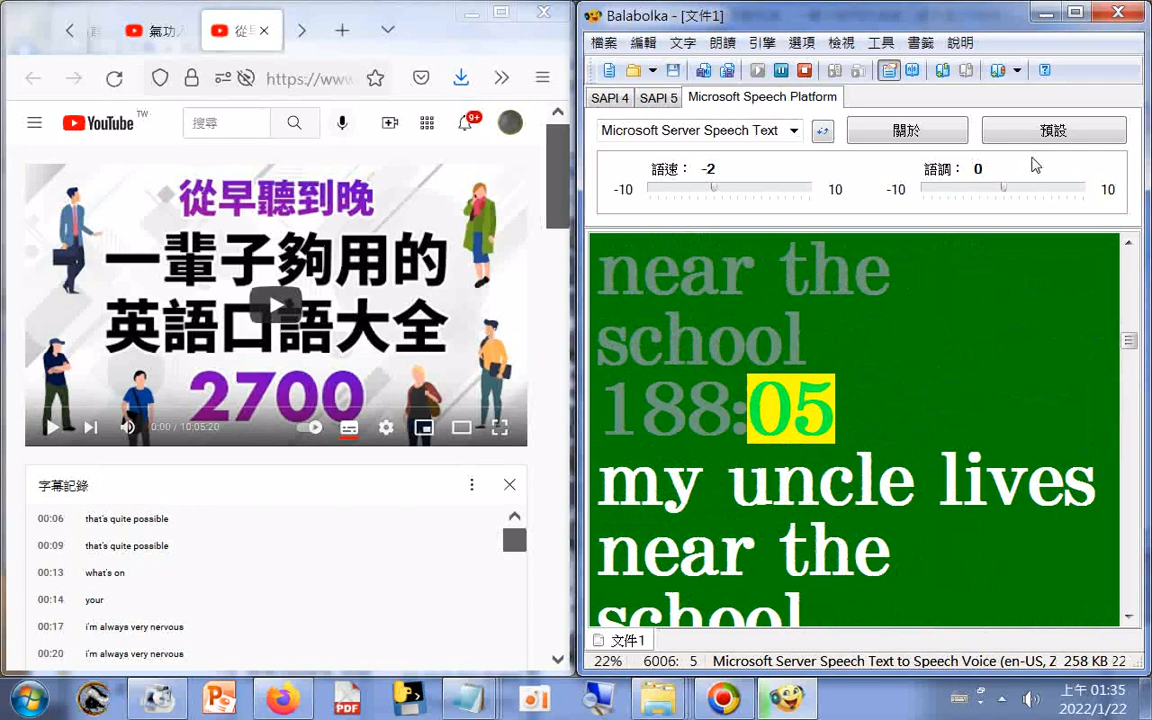 氣功
從早
https://www
YouTube TW
搜尋
9+
從早聽到晚
一輩子夠用的
英語口語大全
2700
0:00 / 10:05:20
字幕記錄
00:06 that's quite possible
00:09 that's quite possible
00:13 what's on
00:14 your
00:17 i'm always very nervous
00:20 i'm always very nervous
Balabolka - [文件1]
檔案 編輯 文字 朗讀 引擎 選項 檢視 工具 書籤 說明
SAPI 4 SAPI 5 Microsoft Speech Platform
Microsoft Server Speech Text 關於 預設
語速： -2 語調： 0
-10 10 -10 10
near the
school
188:05
my uncle lives
near the
school
文件1
22% 6006: 5 Microsoft Server Speech Text to Speech Voice (en-US, Z 258 KB 22
PDF
上午 01:35
2022/1/22